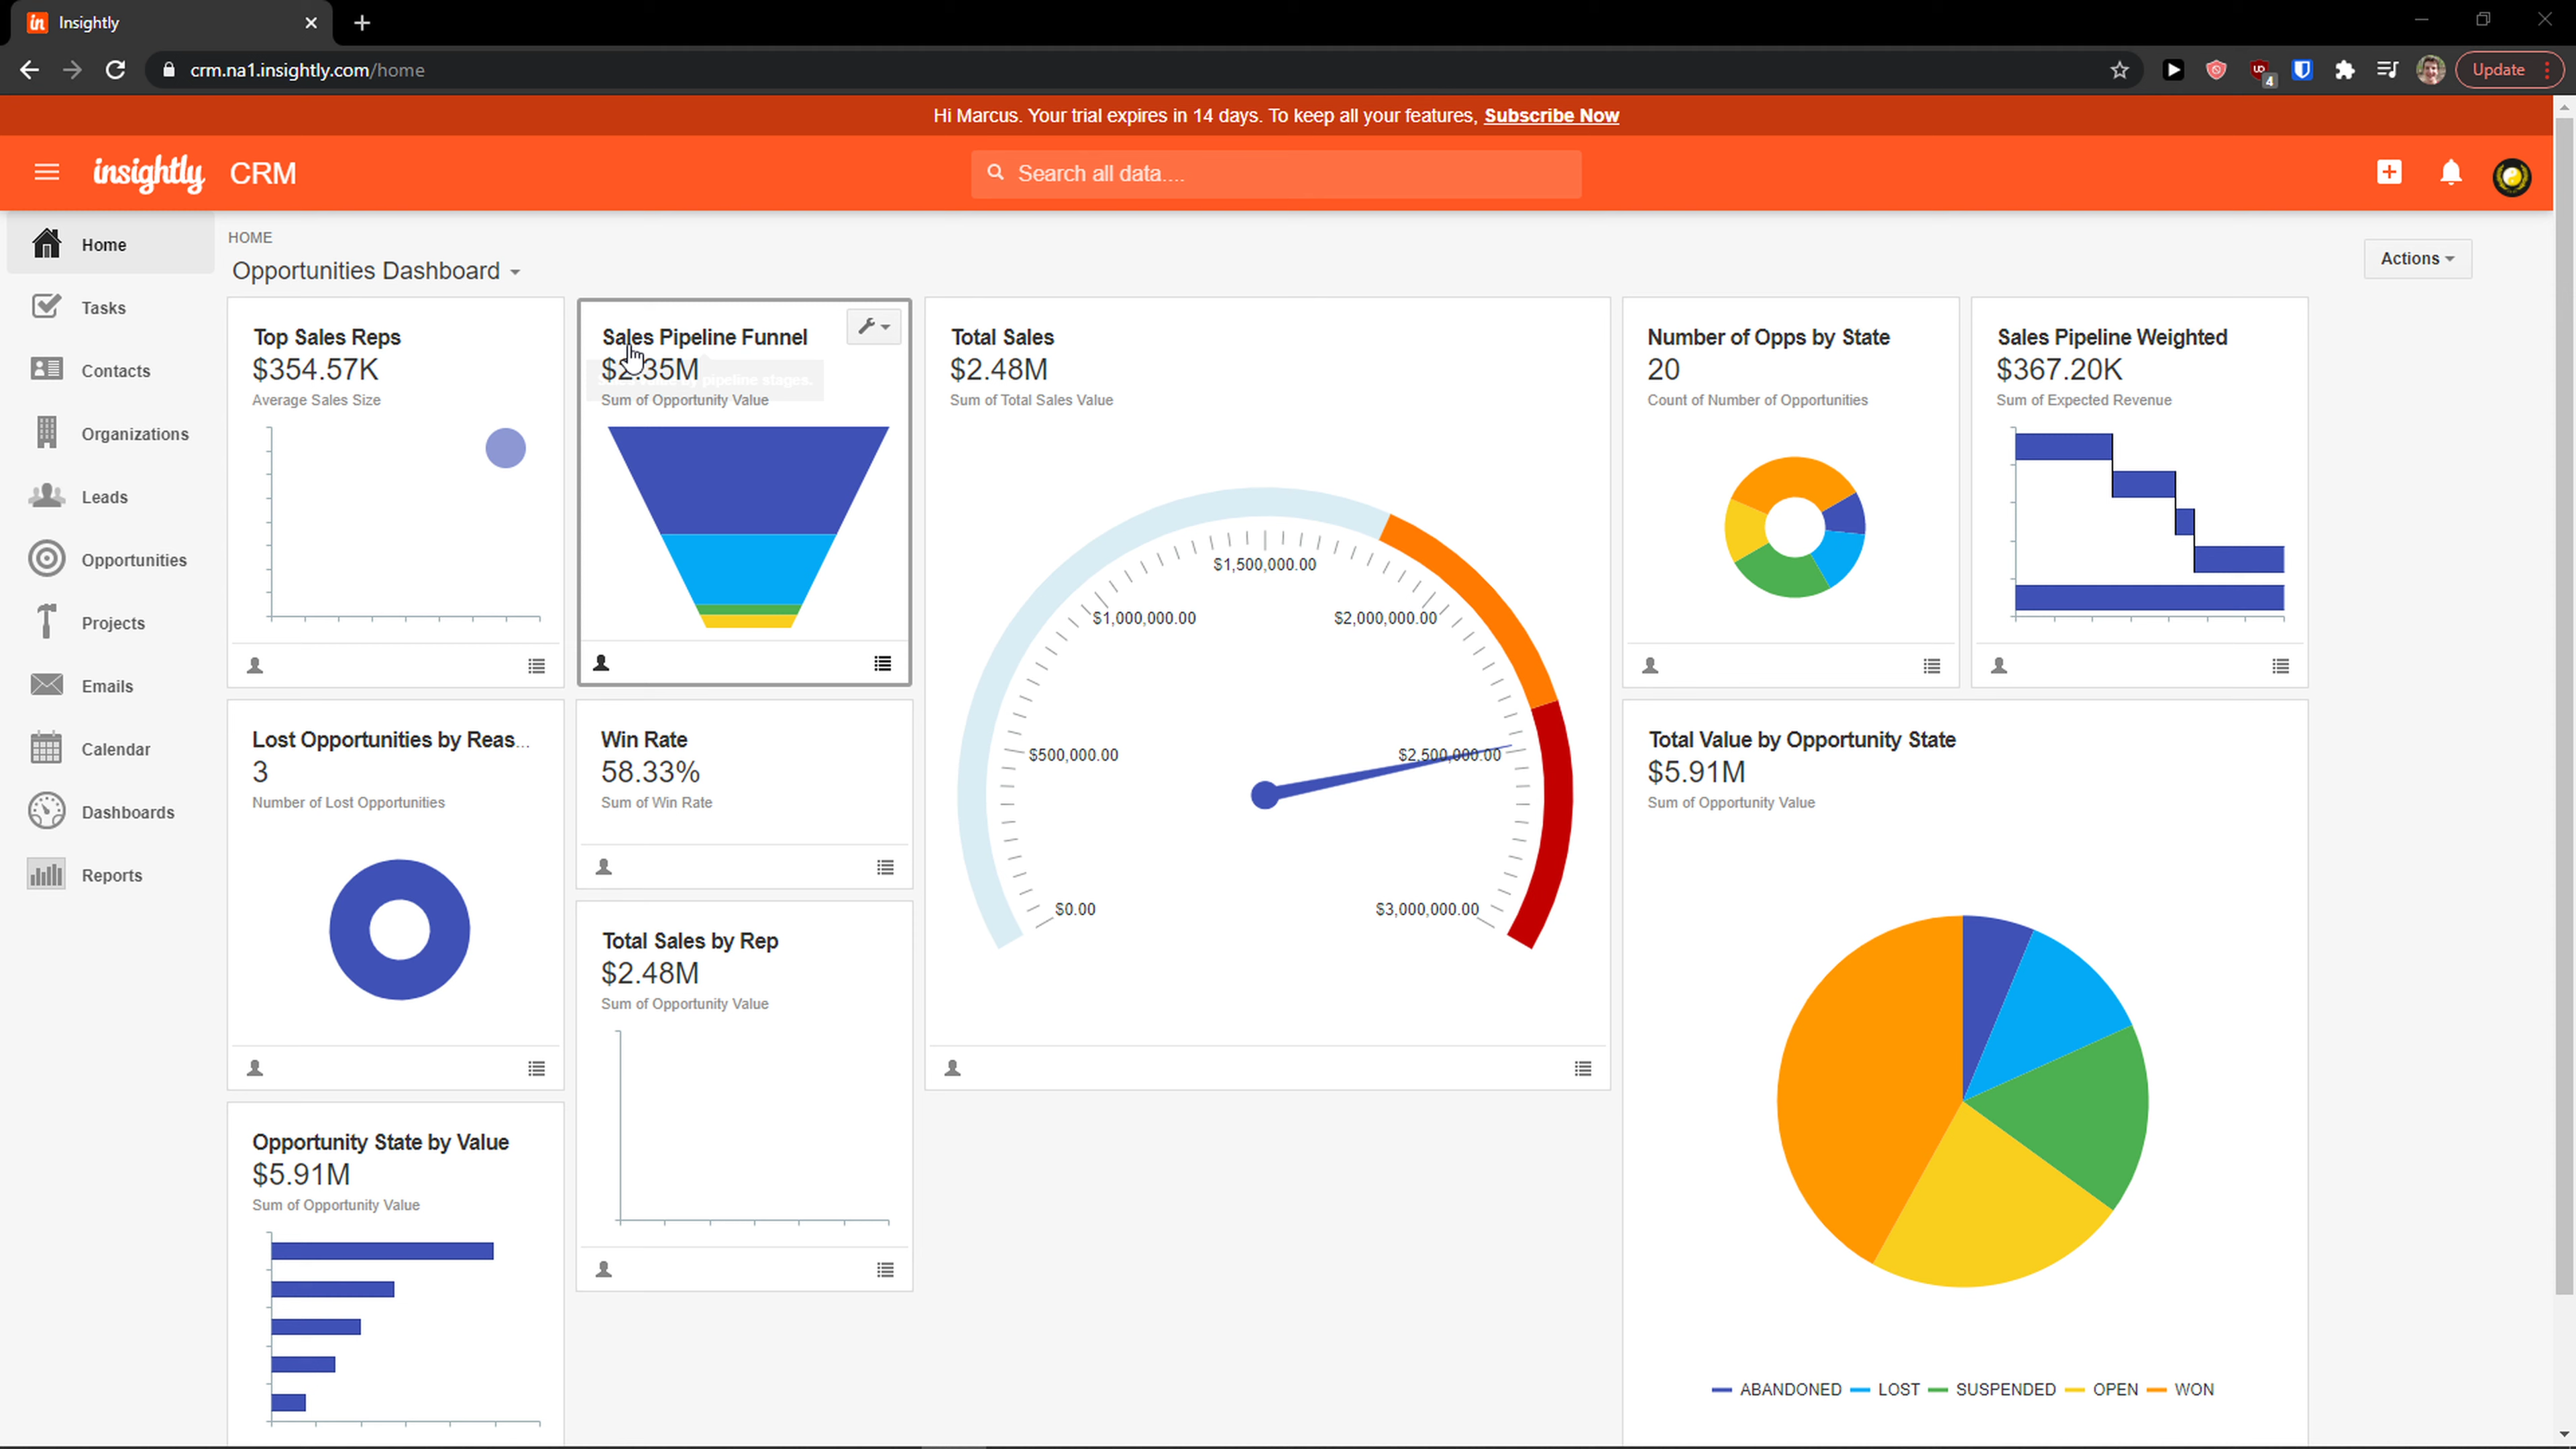 Insightly
crm.na1.insightly.com/home
4
Update
Hi Marcus. Your trial expires in 14 days. To keep all your features, Subscribe Now
insightly CRM
Search all data....
Home
Tasks
Contacts
Organizations
Leads
Opportunities
Projects
Emails
Calendar
Dashboards
Reports
HOME
Opportunities Dashboard
Actions
Top Sales Reps
$354.57K
Average Sales Size
Sales Pipeline Funnel
$2.35M
by pipeline stages.
Sum of Opportunity Value
Total Sales
$2.48M
Sum of Total Sales Value
$0.00
$500,000.00
$1,000,000.00
$1,500,000.00
$2,000,000.00
$2,500,000.00
$3,000,000.00
Number of Opps by State
20
Count of Number of Opportunities
Sales Pipeline Weighted
$367.20K
Sum of Expected Revenue
Lost Opportunities by Reas...
3
Number of Lost Opportunities
Win Rate
58.33%
Sum of Win Rate
Total Sales by Rep
$2.48M
Sum of Opportunity Value
Total Value by Opportunity State
$5.91M
Sum of Opportunity Value
ABANDONED LOST SUSPENDED OPEN WON
Opportunity State by Value
$5.91M
Sum of Opportunity Value